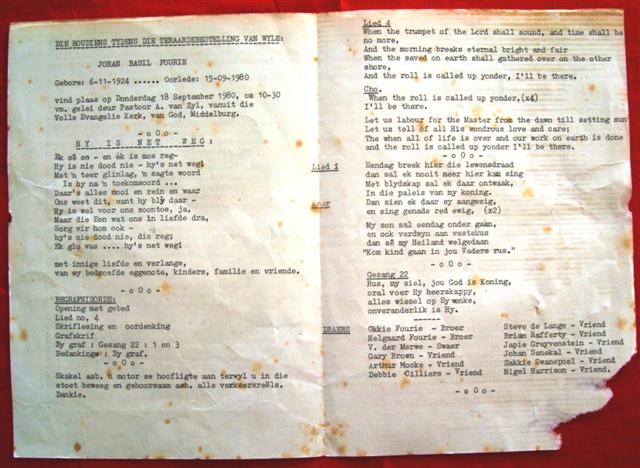 DIE ROUDIENS TYDENS DIE TERAARDEBESTELLING VAN WYLE:
JOHAN BASIL FOURIE
Gebore: 6-11-1924 ...... Oorlede: 15-09-1980
vind plaas op Donderdag 18 September 1980, om 10-30
vm. gelei deur Pastoor A. van Zyl, vanuit die
Volle Evangelie Kerk, van God, Middelburg.
- o0o -
HY IS NET WEG:
Ek sê so - en êk is mos reg-
Hy is nie dood nie - hy's net weg!
Met 'n teer glimlag, 'n sagte woord
Is hy na 'n toekomsoord ...
Daar's alles mooi en rein en waar
Ons weet dit, want hy bly daar -
Hy is wel voor ons soontoe, ja,
Maar die Een wat ons in liefde dra,
Sorg vir hom ook -
hy's nie dood nie, dis reg;
Ek glo vas .... hy's net weg!
met innige liefde en verlange,
van sy bedroefde eggenote, kinders, familie en vriende.
- o0o -
BEGRAFNISORDE:
Opening met gebed
Lied no. 4
Skriflesing en oordenking
Grafskrif
By graf : Gesang 22 : 1 en 3
Bedankings : By graf.
- o0o -
Skakel asb. u motor se hoofligte aan terwyl u in die
stoet beweeg en gehoorsaam asb. alle verkeersreëls.
Dankie.
Lied 4
When the trumpet of the Lord shall sound, and time shall be
no more,
And the morning breaks eternal bright and fair
When the saved on earth shall gathered over on the other
shore,
And the roll is called up yonder, I'll be there.
Cho.
When the roll is called up yonder,(x4)
I'll be there.
Let us labour for the Master from the dawn till setting sun
Let us tell of all His wondrous love and care;
The when all of life is over and our work on earth is done
and the roll is called up yonder I'll be there.
- o0o -
Lied 1
Eendag breek hier die lewensdraad
dan sal ek nooit meer hier kan sing
Met blydskap sal ek daar ontwaak,
In die paleis van my koning.
Koor
Dan sien ek daar sy aangesig,
en sing genade red ewig, (x2)
My son sal eendag onder gaan,
en ook verdwyn aan vestekus
dan sê my Heiland welgedaan
"Kom kind gaan in jou Vaders rus."
- o0o -
Gesang 22
Rus, my siel, jou God is Koning,
oral voer Hy heerskappy,
alles wissel op Sy wenke,
onveranderlik is Hy.
------
DRAERS
Okkie Fourie - Broer
Helgaard Fourie - Broer
V. der Merwe - Swaer
Gary Brown - Vriend
Arthur Mooke - Vriend
Debbie Cilliers - Vriend
Steve de Lange - Vriend
Brian Rafferty - Vriend
Japie Greyvenstein - Vriend
Johan Senekal - Vriend
Sakkie Swanepoel - Vriend
Nigel Harrison - Vriend.
- o0o -